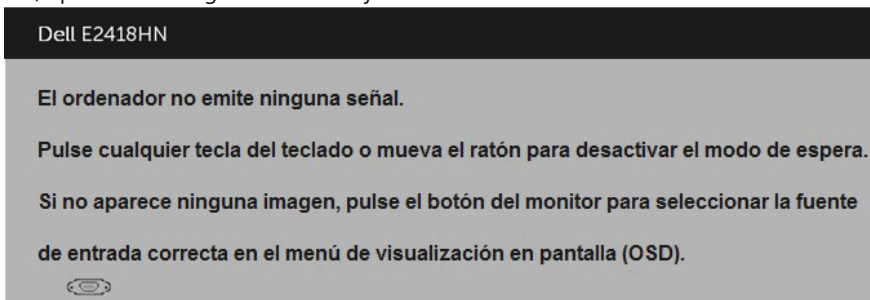 Dell E2418HN
El ordenador no emite ninguna señal.
Pulse cualquier tecla del teclado o mueva el ratón para desactivar el modo de espera.
Si no aparece ninguna imagen, pulse el botón del monitor para seleccionar la fuente
de entrada correcta en el menú de visualización en pantalla (OSD).